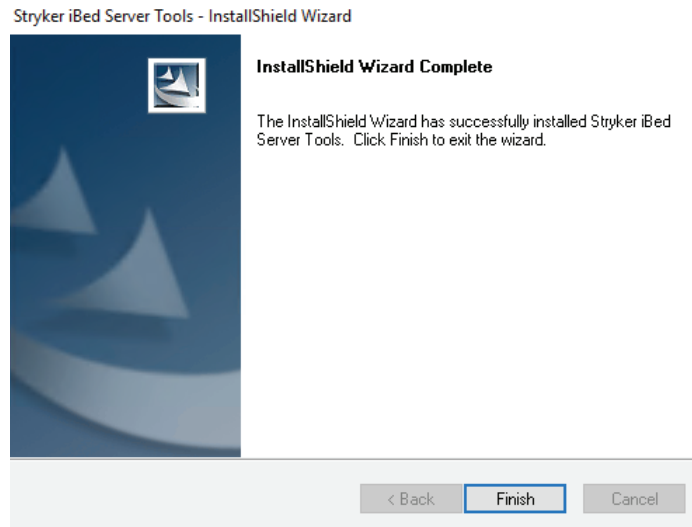 Stryker iBed Server Tools - InstallShield Wizard
InstallShield Wizard Complete
The InstallShield Wizard has successfully installed Stryker iBed
Server Tools. Click Finish to exit the wizard.
< Back
Finish
Cancel